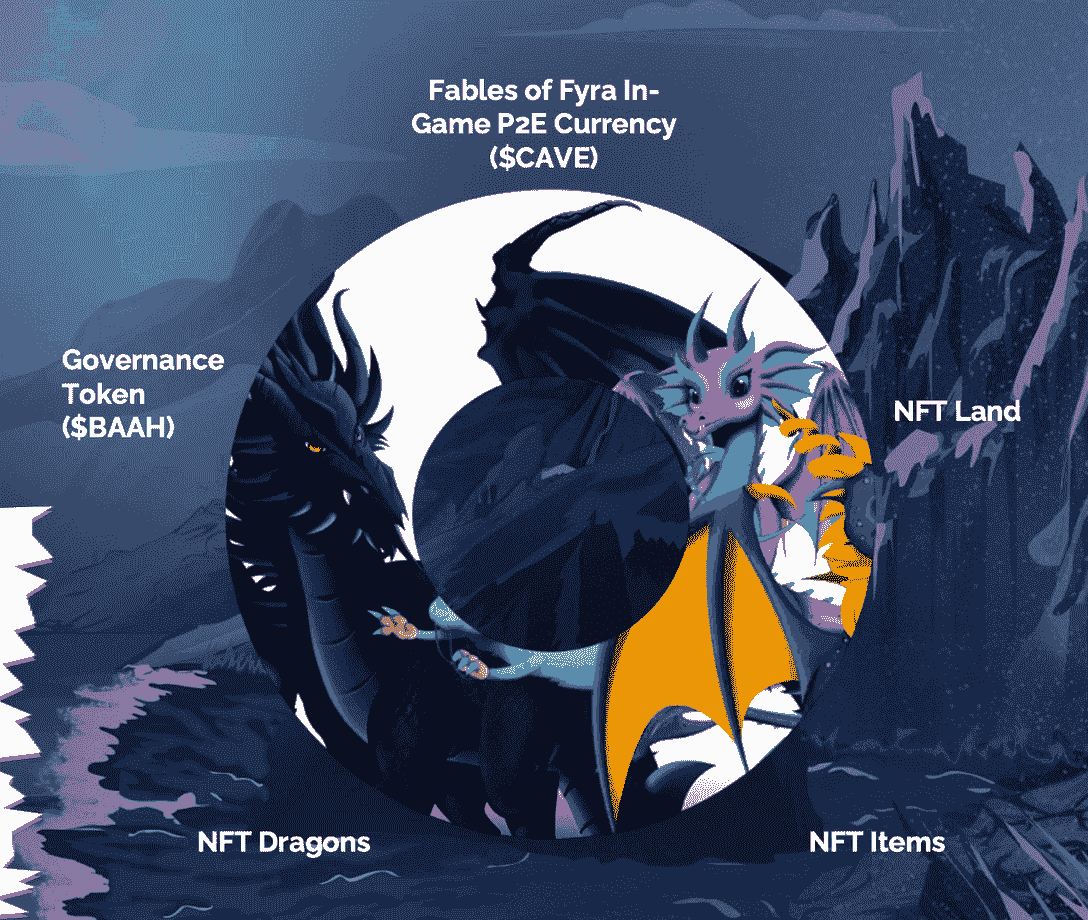 Fables of Fyra In-
Game P2E Currency
($CAVE)
Governance
Token
($BAAH)
NFT Land
NFT Dragons
NFT Items